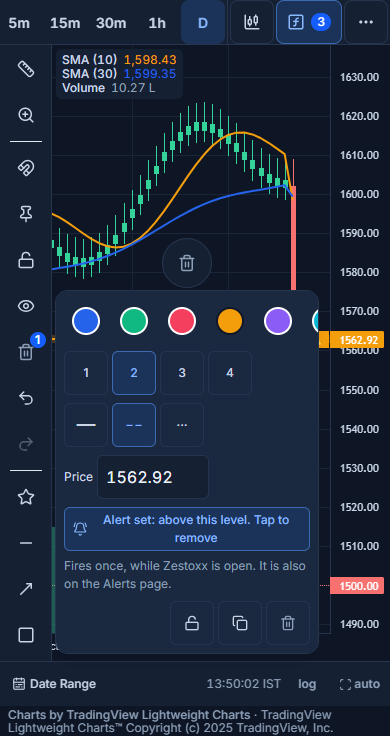 5m 15m 30m 1h D 3
SMA (10) 1,598.43
SMA (30) 1,599.35
Volume 10.27 L
1630.00
1620.00
1610.00
1600.00
1590.00
1580.00
1562.92
1560.00
1550.00
1540.00
1530.00
1520.00
1510.00
1500.00
1490.00
1
1 2 3 4
Price 1562.92
Alert set: above this level. Tap to
remove
Fires once, while Zestoxx is open. It is also
on the Alerts page.
Date Range 13:50:02 IST log auto
Charts by TradingView Lightweight Charts · TradingView
Lightweight Charts™ Copyright (c) 2025 TradingView, Inc.